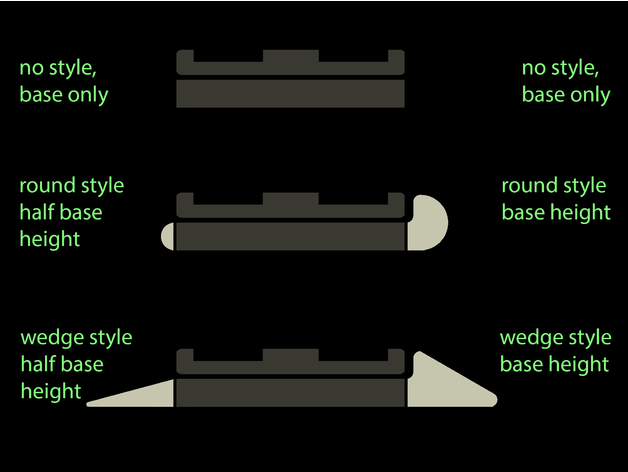 no style,
base only
no style,
base only
round style
half base
height
round style
base height
wedge style
half base
height
wedge style
base height